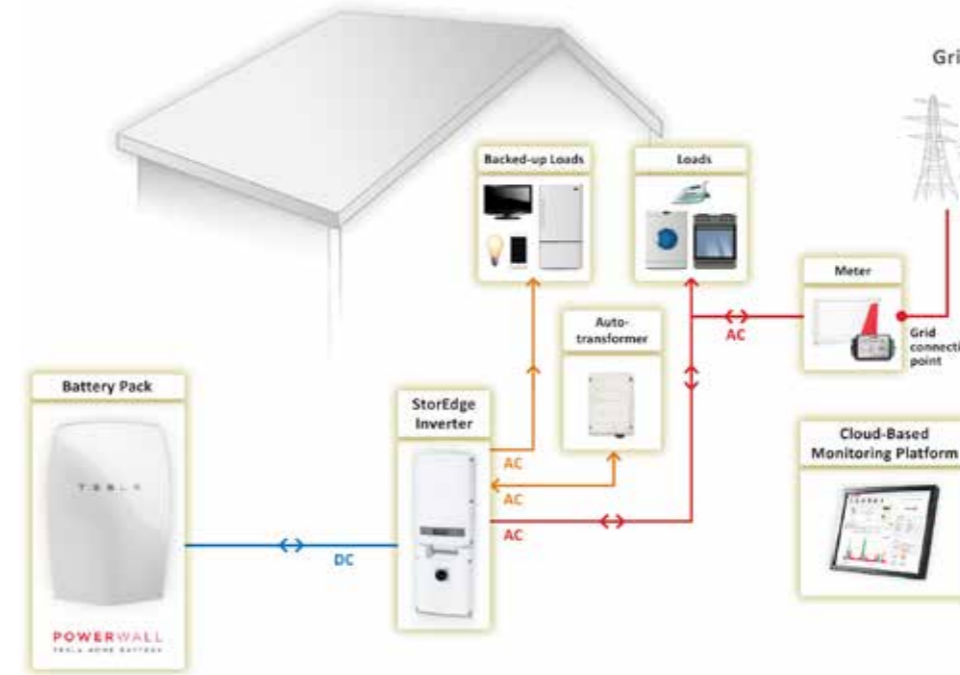 Gri
Backed-up Loads
Loads
Meter
Auto-
transformer
AC
Grid
connecti
point
Battery Pack
StorEdge
Inverter
Cloud-Based
Monitoring Platform
TESLA
AC
AC
AC
DC
POWERWALL
TESLA HOME BATTERY